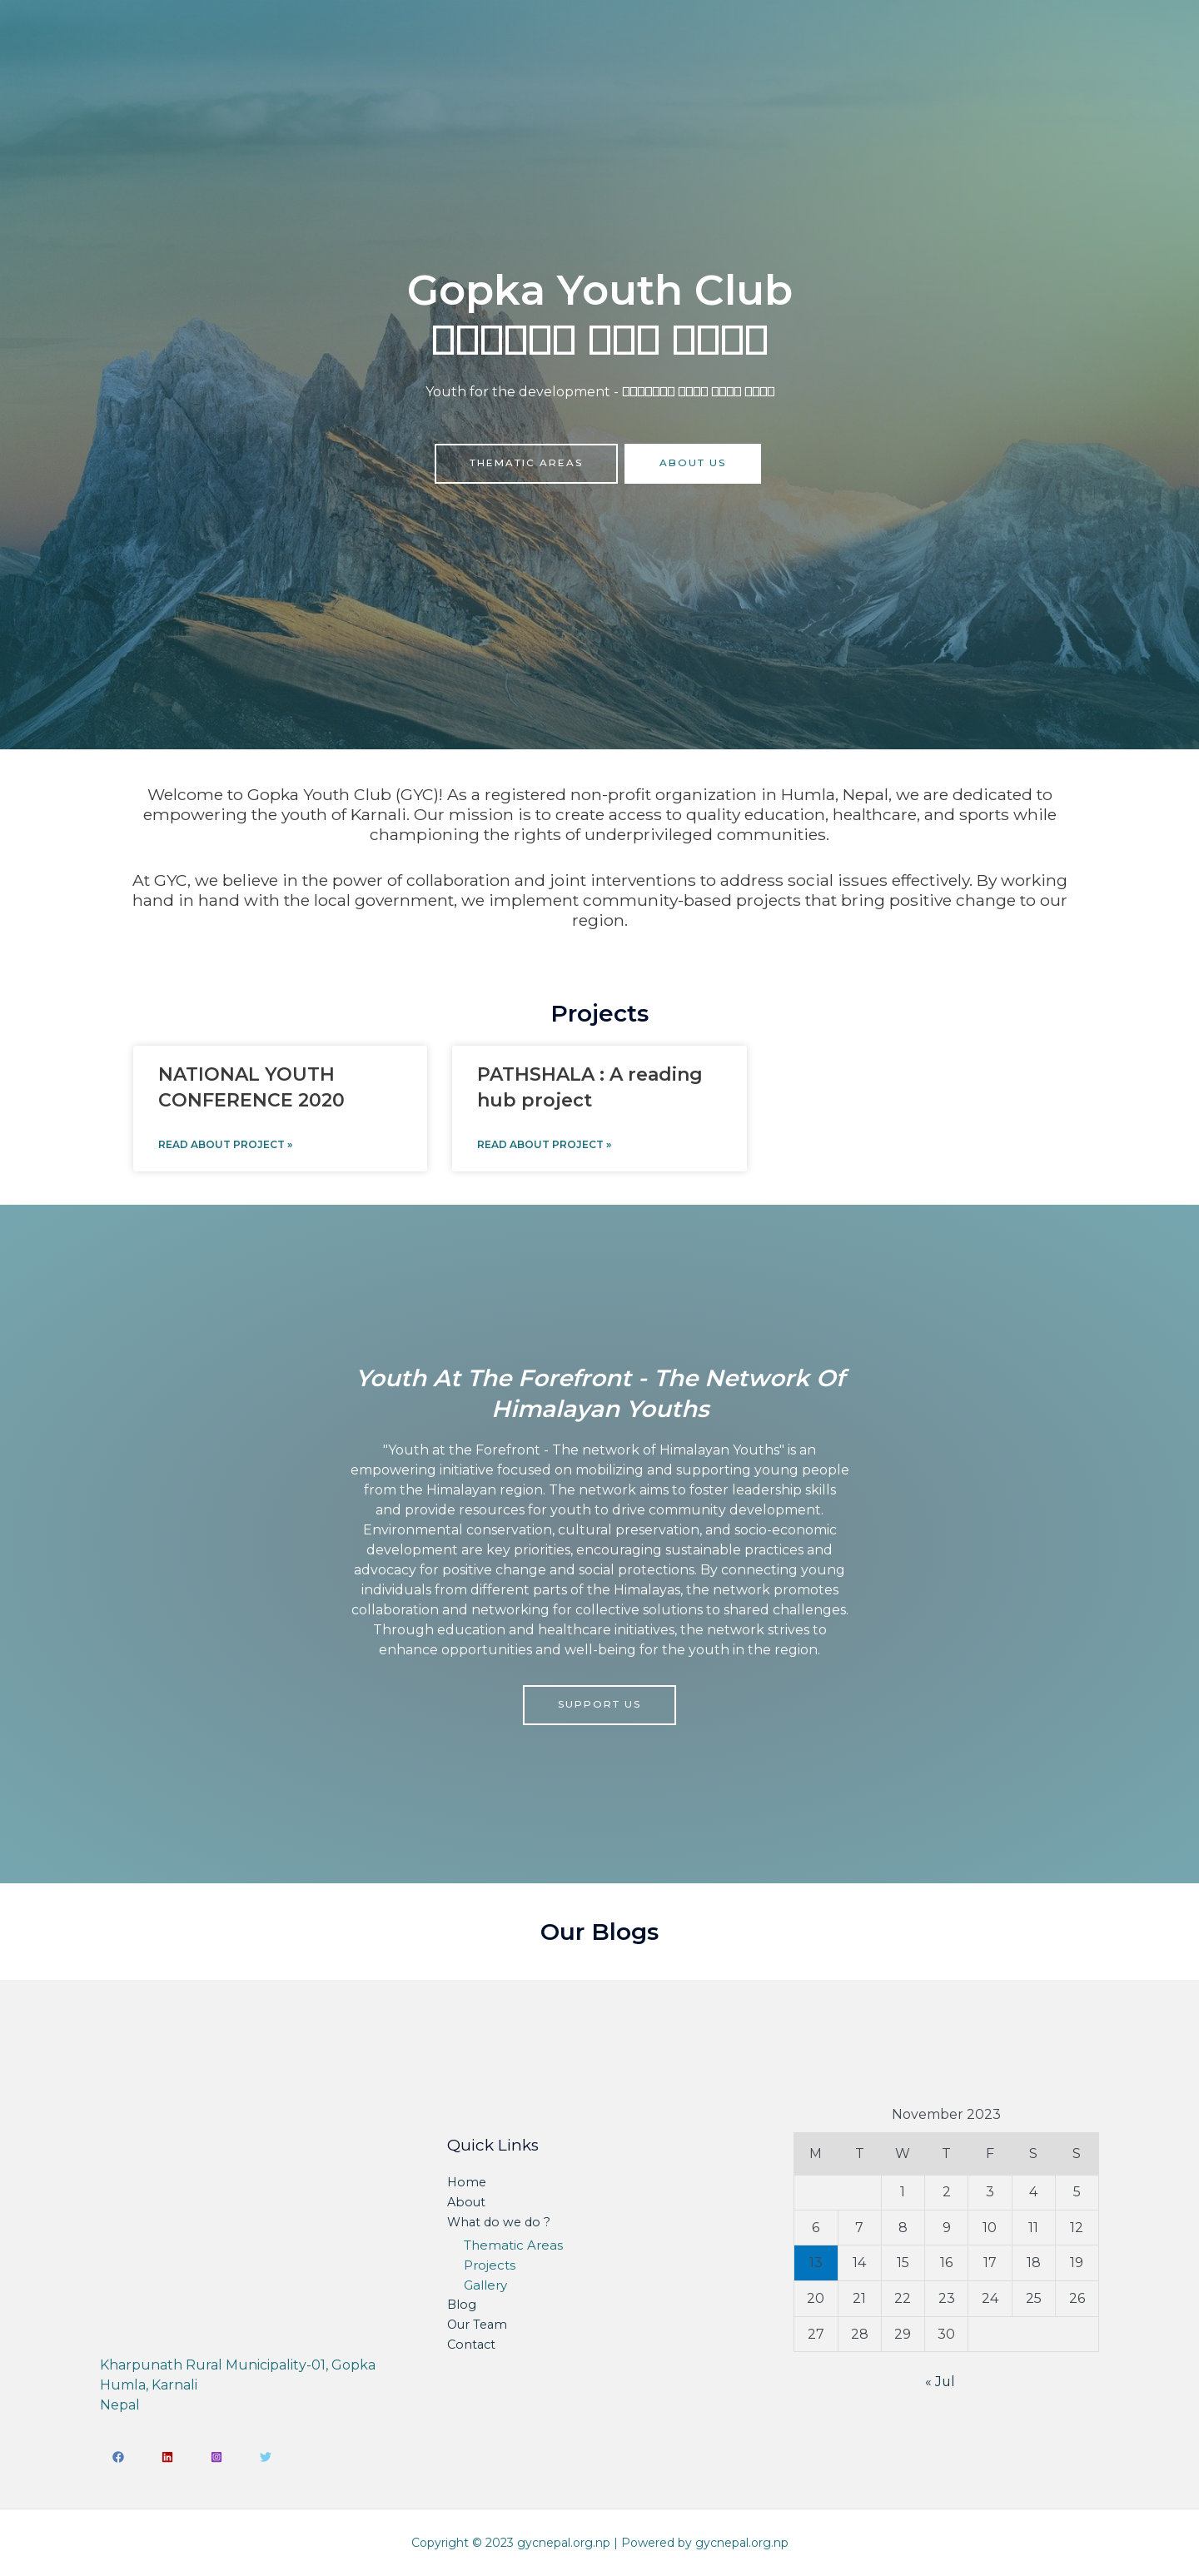 Gopka Youth Club
Youth for the development -
THEMATIC AREAS
ABOUT US
Welcome to Gopka Youth Club (GYC)! As a registered non-profit organization in Humla, Nepal, we are dedicated to
empowering the youth of Karnali. Our mission is to create access to quality education, healthcare, and sports while
championing the rights of underprivileged communities.
At GYC, we believe in the power of collaboration and joint interventions to address social issues effectively. By working
hand in hand with the local government, we implement community-based projects that bring positive change to our
region.
Projects
NATIONAL YOUTH
CONFERENCE 2020
READ ABOUT PROJECT »
PATHSHALA : A reading
hub project
READ ABOUT PROJECT »
Youth At The Forefront - The Network Of
Himalayan Youths
"Youth at the Forefront - The network of Himalayan Youths" is an
empowering initiative focused on mobilizing and supporting young people
from the Himalayan region. The network aims to foster leadership skills
and provide resources for youth to drive community development.
Environmental conservation, cultural preservation, and socio-economic
development are key priorities, encouraging sustainable practices and
advocacy for positive change and social protections. By connecting young
individuals from different parts of the Himalayas, the network promotes
collaboration and networking for collective solutions to shared challenges.
Through education and healthcare initiatives, the network strives to
enhance opportunities and well-being for the youth in the region.
SUPPORT US
Our Blogs
Kharpunath Rural Municipality-01, Gopka
Humla, Karnali
Nepal
Quick Links
Home
About
What do we do ?
Thematic Areas
Projects
Gallery
Blog
Our Team
Contact
November 2023
M T W T F S S
1 2 3 4 5
6 7 8 9 10 11 12
13 14 15 16 17 18 19
20 21 22 23 24 25 26
27 28 29 30
« Jul
Copyright © 2023 gycnepal.org.np | Powered by gycnepal.org.np